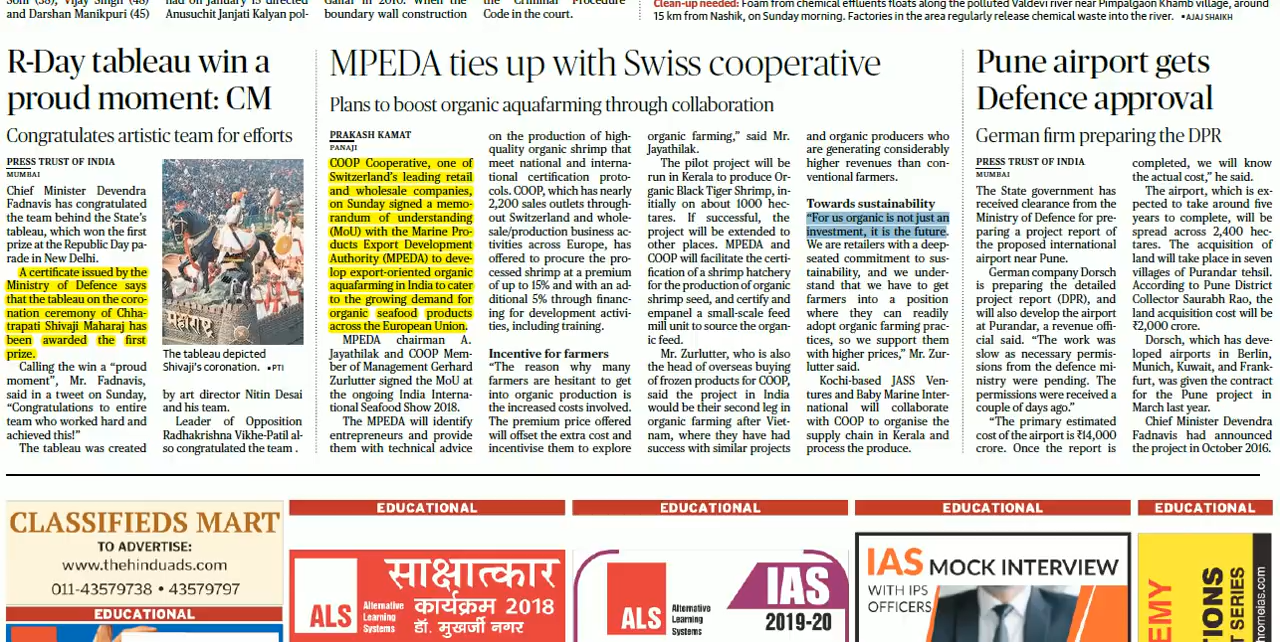 and Darshan Manikpuri (45)
Anusuchit Janjati Kalyan pol-
boundary wall construction
Code in the court.
Clean-up needed: Foam from chemical effluents floats along the polluted Valdevi river near Pimpalgaon Khamb village, around
15 km from Nashik, on Sunday morning. Factories in the area regularly release chemical waste into the river. •AJAJ SHAIKH
R-Day tableau win a
proud moment: CM
Congratulates artistic team for efforts
PRESS TRUST OF INDIA
MUMBAI
Chief Minister Devendra
Fadnavis has congratulated
the team behind the State's
tableau, which won the first
prize at the Republic Day pa-
rade in New Delhi.
A certificate issued by the
Ministry of Defence says
that the tableau on the coro-
nation ceremony of Chha-
trapati Shivaji Maharaj has
been awarded the first
prize.
Calling the win a “proud
moment”, Mr. Fadnavis,
said in a tweet on Sunday,
“Congratulations to entire
team who worked hard and
achieved this!”
The tableau was created
महाराष्ट्र
The tableau depicted
Shivaji's coronation. •PTI
by art director Nitin Desai
and his team.
Leader of Opposition
Radhakrishna Vikhe-Patil al-
so congratulated the team .
MPEDA ties up with Swiss cooperative
Plans to boost organic aquafarming through collaboration
PRAKASH KAMAT
PANAJI
COOP Cooperative, one of
Switzerland's leading retail
and wholesale companies,
on Sunday signed a memo-
randum of understanding
(MoU) with the Marine Pro-
ducts Export Development
Authority (MPEDA) to deve-
lop export-oriented organic
aquafarming in India to cater
to the growing demand for
organic seafood products
across the European Union.
MPEDA chairman A.
Jayathilak and COOP Mem-
ber of Management Gerhard
Zurlutter signed the MoU at
the ongoing India Interna-
tional Seafood Show 2018.
The MPEDA will identify
entrepreneurs and provide
them with technical advice
on the production of high-
quality organic shrimp that
meet national and interna-
tional certification proto-
cols. COOP, which has nearly
2,200 sales outlets through-
out Switzerland and whole-
sale/production business ac-
tivities across Europe, has
offered to procure the pro-
cessed shrimp at a premium
of up to 15% and with an ad-
ditional 5% through financ-
ing for development activi-
ties, including training.
Incentive for farmers
“The reason why many
farmers are hesitant to get
into organic production is
the increased costs involved.
The premium price offered
will offset the extra cost and
incentivise them to explore
organic farming,” said Mr.
Jayathilak.
The pilot project will be
run in Kerala to produce Or-
ganic Black Tiger Shrimp, in-
itially on about 1000 hec-
tares. If successful, the
project will be extended to
other places. MPEDA and
COOP will facilitate the certi-
fication of a shrimp hatchery
for the production of organic
shrimp seed, and certify and
empanel a small-scale feed
mill unit to source the organ-
ic feed.
Mr. Zurlutter, who is also
the head of overseas buying
of frozen products for COOP,
said the project in India
would be their second leg in
organic farming after Viet-
nam, where they have had
success with similar projects
and organic producers who
are generating considerably
higher revenues than con-
ventional farmers.
Towards sustainability
“For us organic is not just an
investment, it is the future.
We are retailers with a deep-
seated commitment to sus-
tainability, and we under-
stand that we have to get
farmers into a position
where they can readily
adopt organic farming prac-
tices, so we support them
with higher prices,” Mr. Zur-
lutter said.
Kochi-based JASS Ven-
tures and Baby Marine Inter-
national will collaborate
with COOP to organise the
supply chain in Kerala and
process the produce.
Pune airport gets
Defence approval
German firm preparing the DPR
PRESS TRUST OF INDIA
MUMBAI
The State government has
received clearance from the
Ministry of Defence for pre-
paring a project report of
the proposed international
airport near Pune.
German company Dorsch
is preparing the detailed
project report (DPR), and
will also develop the airport
at Purandar, a revenue offi-
cial said. “The work was
slow as necessary permis-
sions from the defence mi-
nistry were pending. The
permissions were received a
couple of days ago.”
“The primary estimated
cost of the airport is ₹14,000
crore. Once the report is
completed, we will know
the actual cost,” he said.
The airport, which is ex-
pected to take around five
years to complete, will be
spread across 2,400 hec-
tares. The acquisition of
land will take place in seven
villages of Purandar tehsil.
According to Pune District
Collector Saurabh Rao, the
land acquisition cost will be
₹2,000 crore.
Dorsch, which has deve-
loped airports in Berlin,
Munich, Kuwait, and Frank-
furt, was given the contract
for the Pune project in
March last year.
Chief Minister Devendra
Fadnavis had announced
the project in October 2016.
CLASSIFIEDS MART
TO ADVERTISE:
www.thehinduads.com
011-43579738 • 43579797
EDUCATIONAL
EDUCATIONAL
ALS
Alternative
Learning
Systems
साक्षात्कार
कार्यक्रम 2018
डॉ. मुखर्जी नगर
EDUCATIONAL
ALS
Alternative
Learning
Systems
IAS
2019-20
EDUCATIONAL
IAS MOCK INTERVIEW
WITH IPS
OFFICERS
EDUCATIONAL